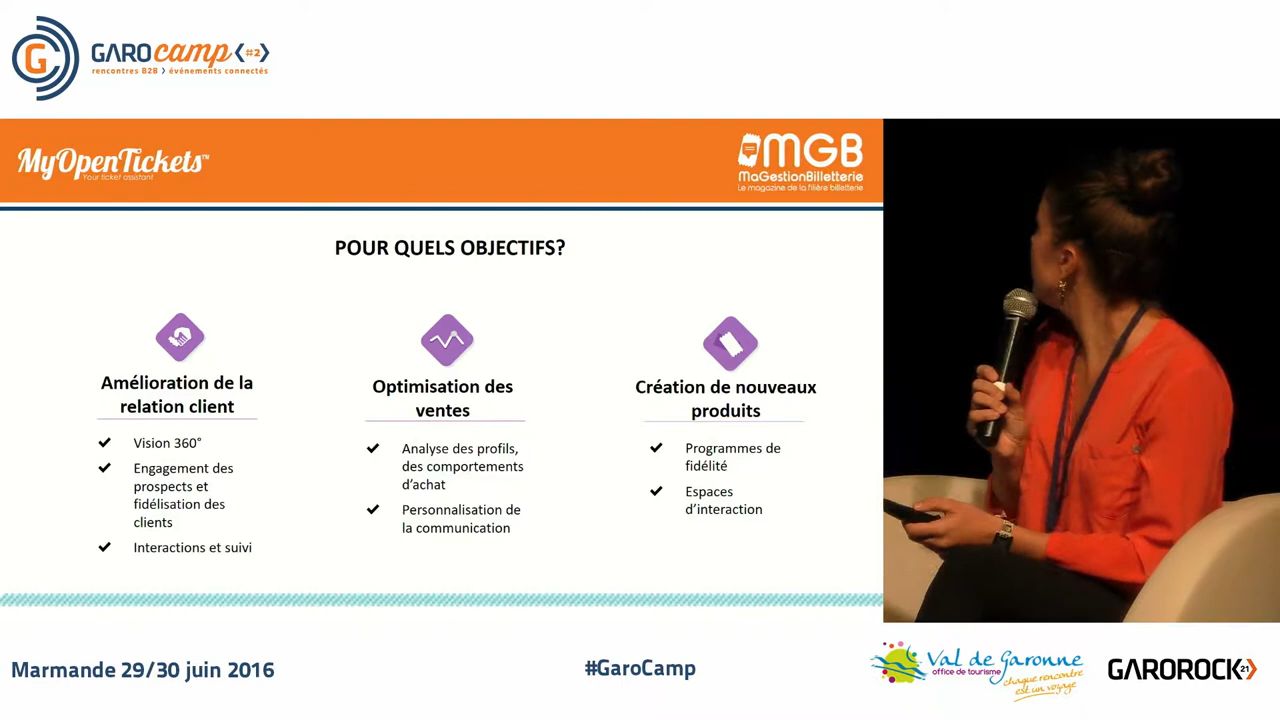 GAROcamp<#2>
rencontres B2B > événements connectés
MyOpenTickets™
Your ticket assistant
MGB
MaGestionBilletterie
Le magazine de la filière billetterie
POUR QUELS OBJECTIFS?
Amélioration de la
relation client
✔ Vision 360°
✔ Engagement des
prospects et
fidélisation des
clients
✔ Interactions et suivi
Optimisation des
ventes
✔ Analyse des profils,
des comportements
d’achat
✔ Personnalisation de
la communication
Création de nouveaux
produits
✔ Programmes de
fidélité
✔ Espaces
d’interaction
Marmande 29/30 juin 2016
#GaroCamp
Val de Garonne
office de tourisme
chaque rencontre
est un voyage
GAROROCK21